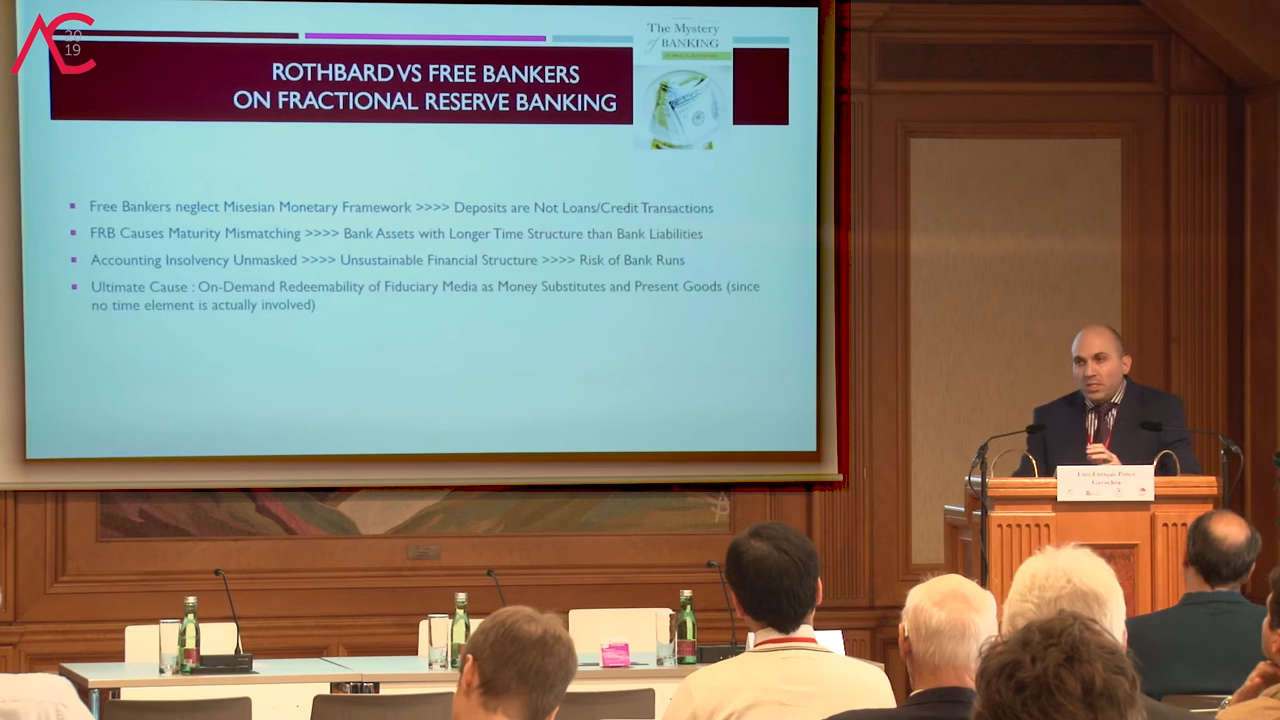 AC
20
19
The Mystery
of BANKING
ROTHBARD VS FREE BANKERS
ON FRACTIONAL RESERVE BANKING
Free Bankers neglect Misesian Monetary Framework >>>> Deposits are Not Loans/Credit Transactions
FRB Causes Maturity Mismatching >>>> Bank Assets with Longer Time Structure than Bank Liabilities
Accounting Insolvency Unmasked >>>> Unsustainable Financial Structure >>>> Risk of Bank Runs
Ultimate Cause : On-Demand Redeemability of Fiduciary Media as Money Substitutes and Present Goods (since
no time element is actually involved)